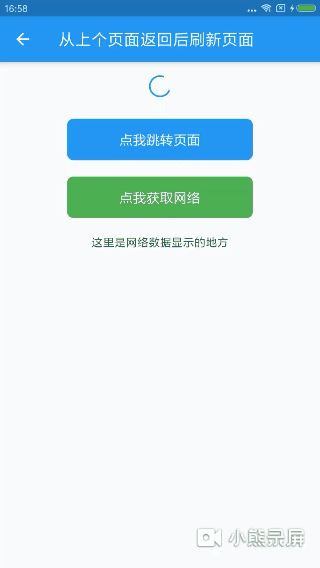 16:58
从上个页面返回后刷新页面
点我跳转页面
点我获取网络
这里是网络数据显示的地方
小熊录屏